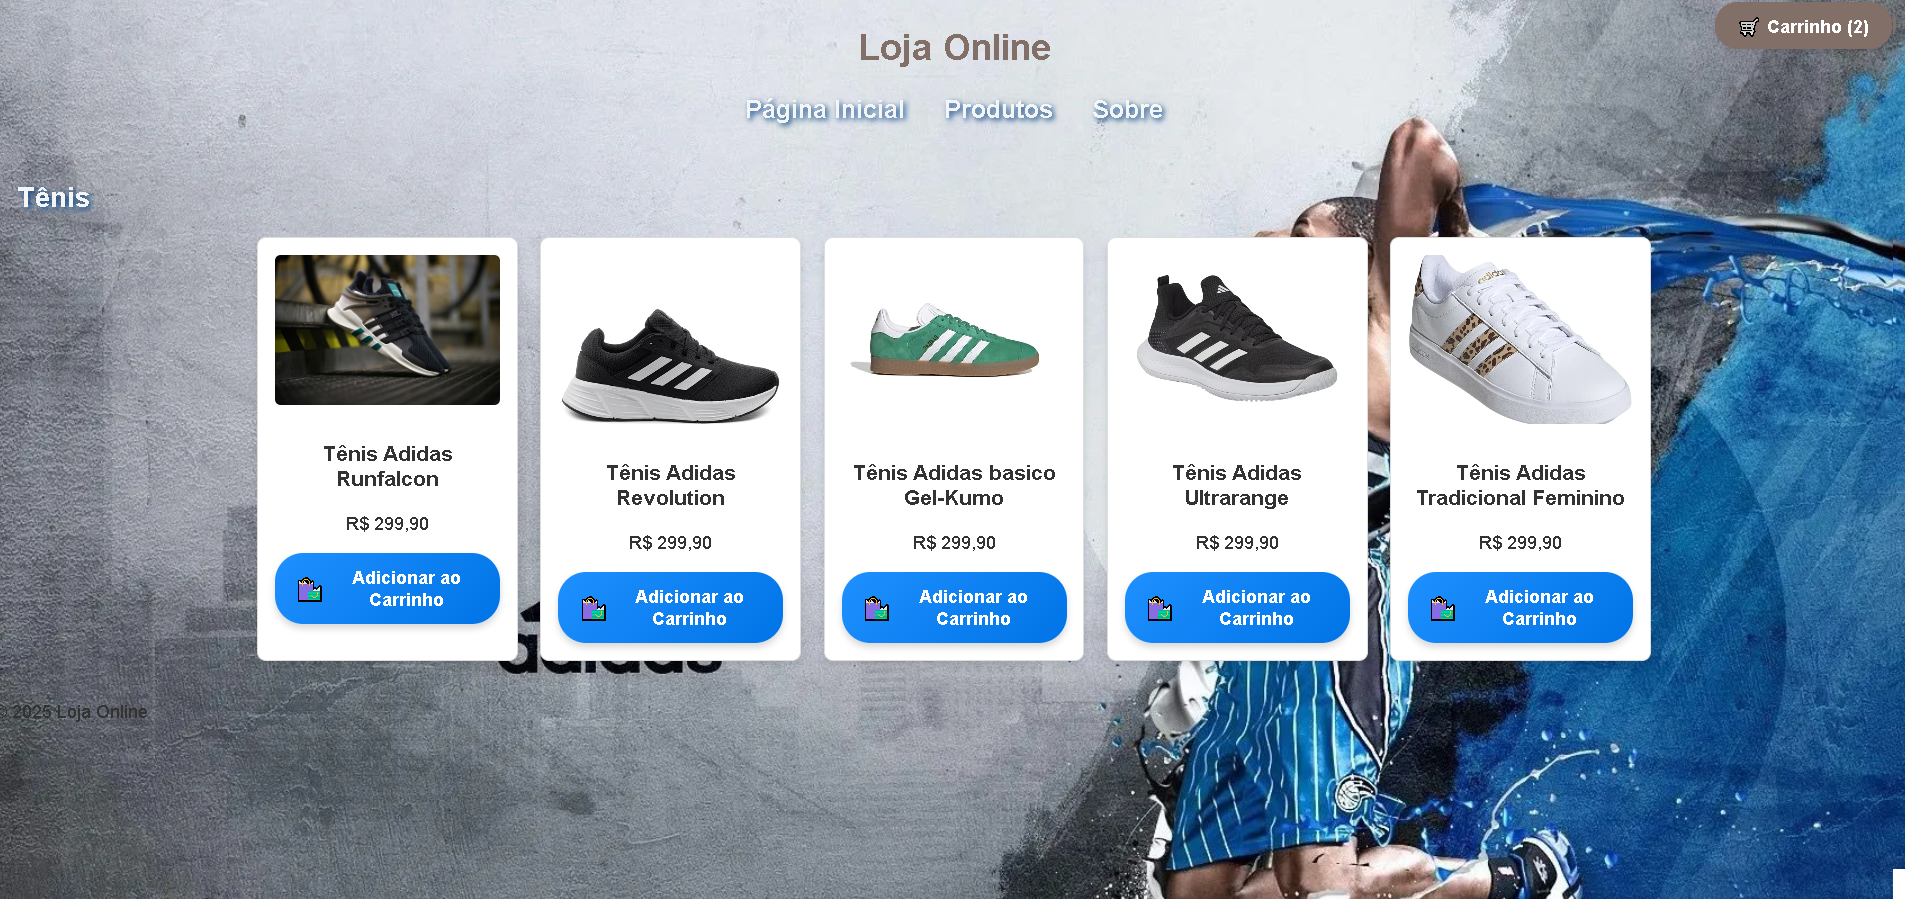 Carrinho (2)
Loja Online
Página Inicial Produtos Sobre
Tênis
Tênis Adidas
Runfalcon
R$ 299,90
Adicionar ao
Carrinho
Tênis Adidas
Revolution
R$ 299,90
Adicionar ao
Carrinho
Tênis Adidas basico
Gel-Kumo
R$ 299,90
Adicionar ao
Carrinho
Tênis Adidas
Ultrarange
R$ 299,90
Adicionar ao
Carrinho
adidas
Tênis Adidas
Tradicional Feminino
R$ 299,90
Adicionar ao
Carrinho
adidas
© 2025 Loja Online